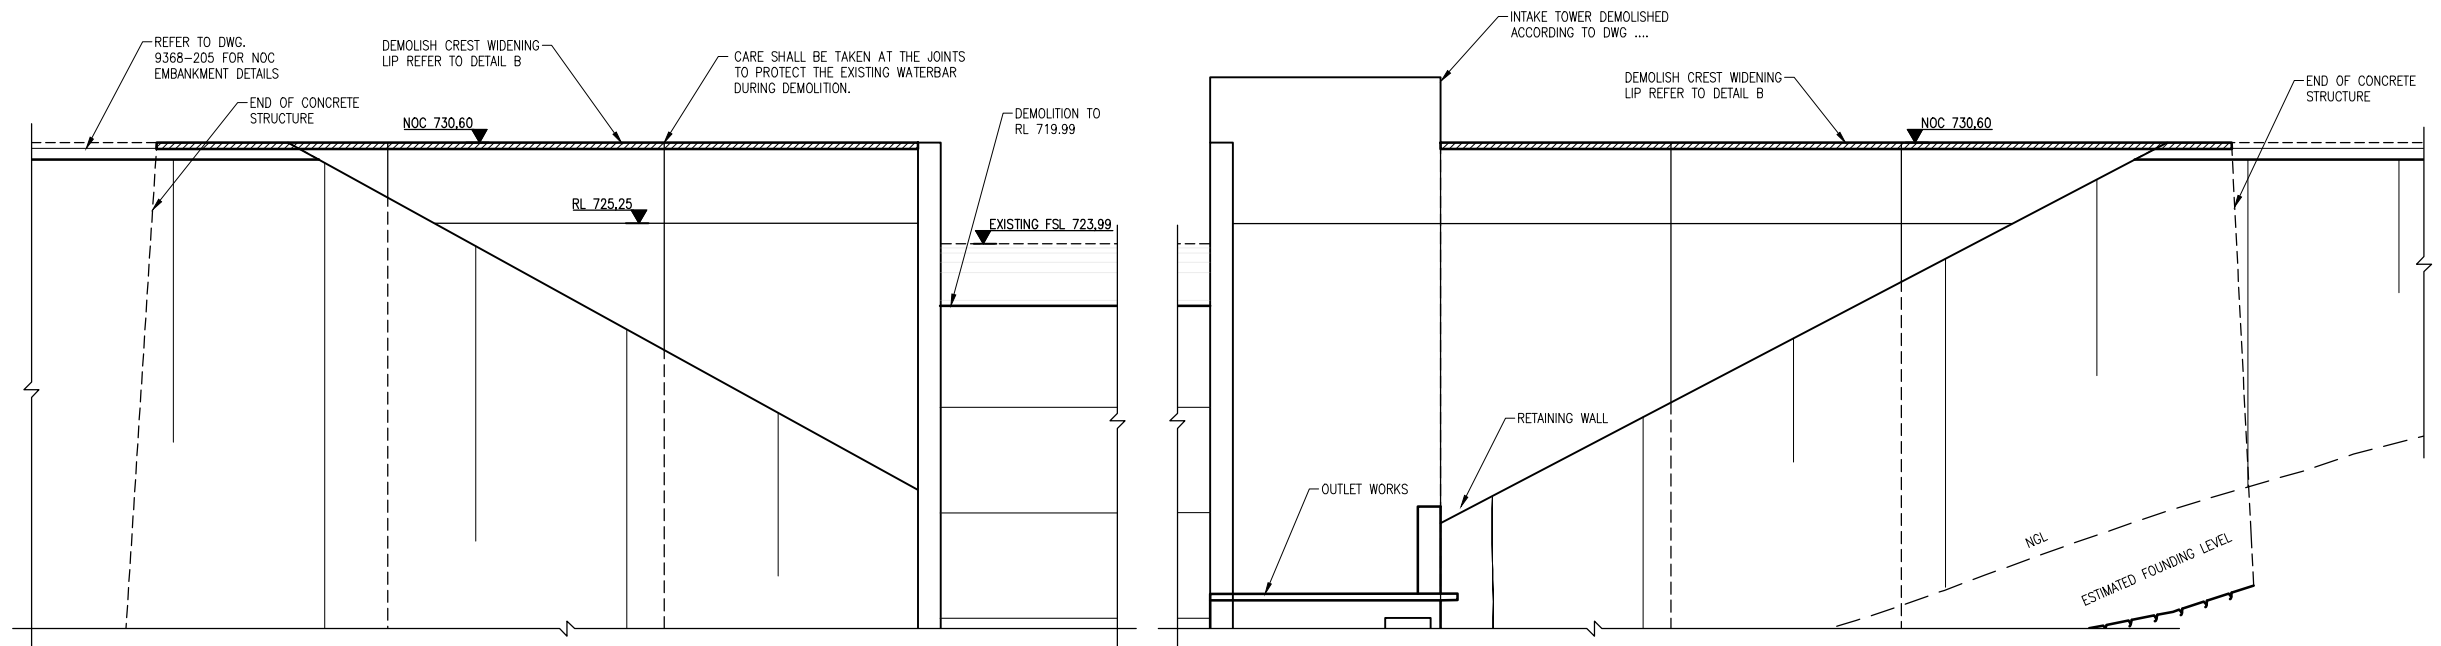 REFER TO DWG.
9368-205 FOR NOC
EMBANKMENT DETAILS
END OF CONCRETE
STRUCTURE
DEMOLISH CREST WIDENING
LIP REFER TO DETAIL B
CARE SHALL BE TAKEN AT THE JOINTS
TO PROTECT THE EXISTING WATERBAR
DURING DEMOLITION.
NOC 730,60
RL 725,25
DEMOLITION TO
RL 719.99
EXISTING FSL 723,99
INTAKE TOWER DEMOLISHED
ACCORDING TO DWG ....
DEMOLISH CREST WIDENING
LIP REFER TO DETAIL B
END OF CONCRETE
STRUCTURE
NOC 730,60
RETAINING WALL
OUTLET WORKS
NGL
ESTIMATED FOUNDING LEVEL